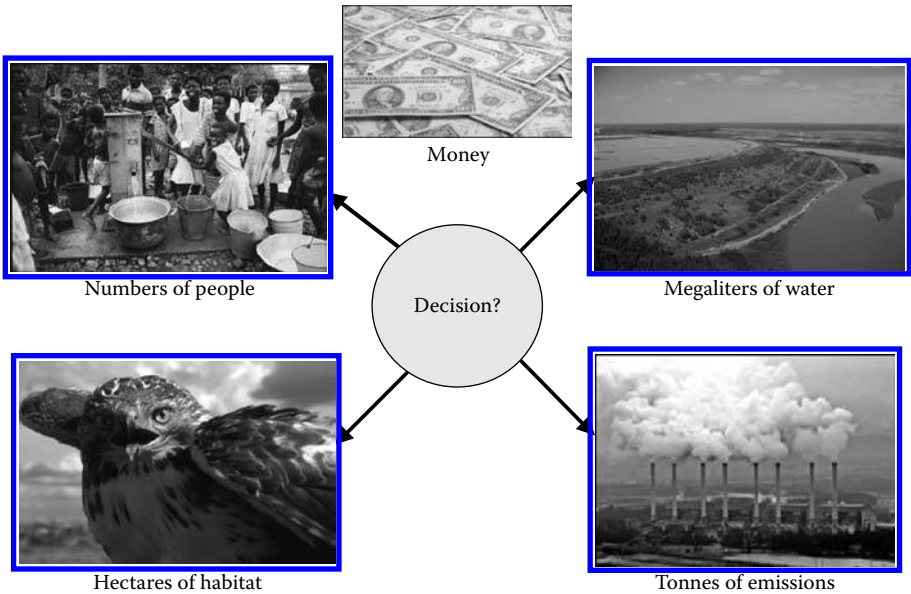 Money
Numbers of people
Megaliters of water
Decision?
Hectares of habitat
Tonnes of emissions